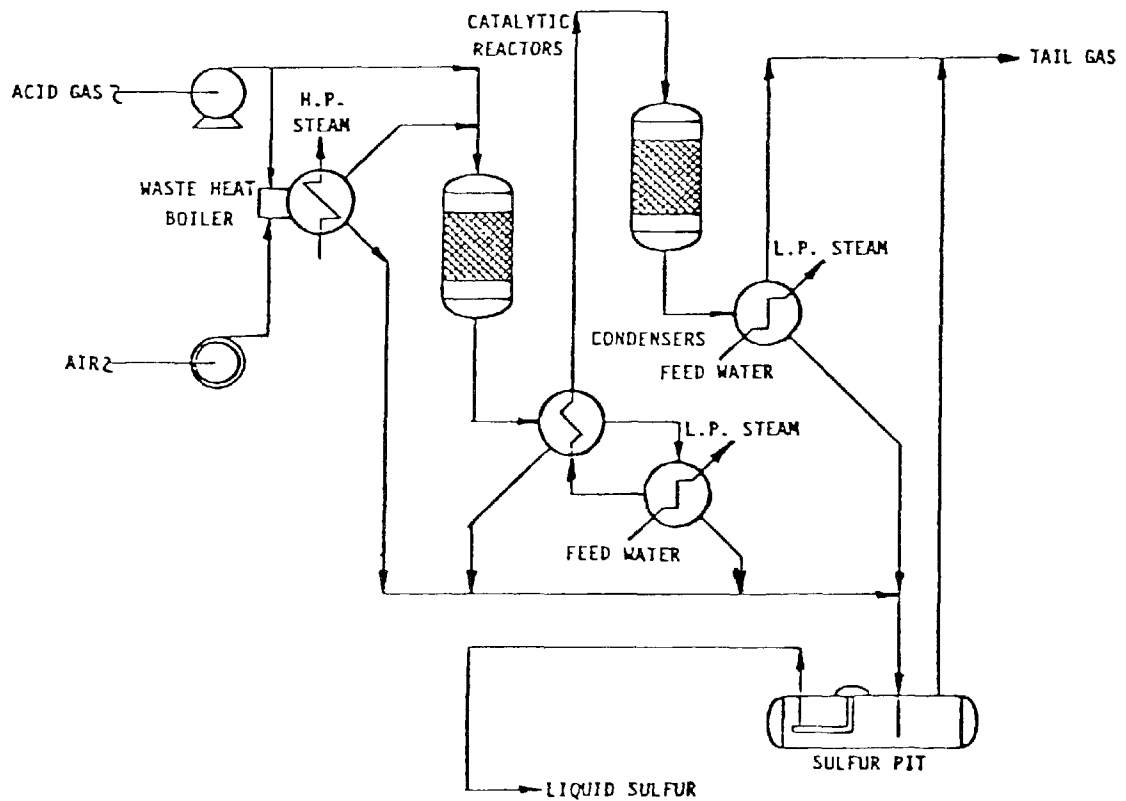 CATALYTIC
REACTORS
TAIL GAS
ACID GAS
H.P.
STEAM
WASTE HEAT
BOILER
L.P. STEAM
CONDENSERS
AIR
FEED WATER
L.P. STEAM
FEED WATER
SULFUR PIT
LIQUID SULFUR